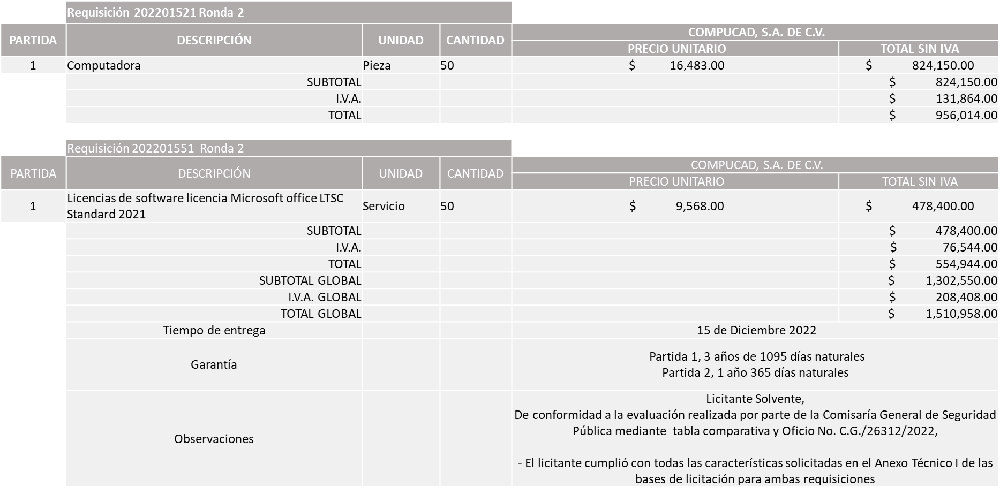 Requisición 202201521 Ronda 2
PARTIDA DESCRIPCIÓN UNIDAD CANTIDAD COMPUCAD, S.A. DE C.V.
PRECIO UNITARIO TOTAL SIN IVA
1 Computadora Pieza 50 $ 16,483.00 $ 824,150.00
SUBTOTAL $ 824,150.00
I.V.A. $ 131,864.00
TOTAL $ 956,014.00
Requisición 202201551 Ronda 2
PARTIDA DESCRIPCIÓN UNIDAD CANTIDAD COMPUCAD, S.A. DE C.V.
PRECIO UNITARIO TOTAL SIN IVA
1 Licencias de software licencia Microsoft office LTSC
Standard 2021 Servicio 50 $ 9,568.00 $ 478,400.00
SUBTOTAL $ 478,400.00
I.V.A. $ 76,544.00
TOTAL $ 554,944.00
SUBTOTAL GLOBAL $ 1,302,550.00
I.V.A. GLOBAL $ 208,408.00
TOTAL GLOBAL $ 1,510,958.00
Tiempo de entrega 15 de Diciembre 2022
Garantía
Partida 1, 3 años de 1095 días naturales
Partida 2, 1 año 365 días naturales
Observaciones
Licitante Solvente,
De conformidad a la evaluación realizada por parte de la Comisaría General de Seguridad
Pública mediante tabla comparativa y Oficio No. C.G./26312/2022,
- El licitante cumplió con todas las características solicitadas en el Anexo Técnico I de las
bases de licitación para ambas requisiciones